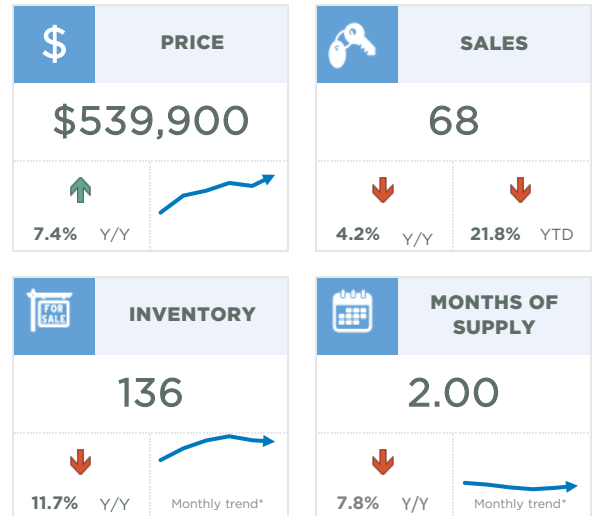 $
PRICE
$539,900
7.4% Y/Y
SALES
68
4.2% Y/Y
21.8% YTD
FOR
SALE
INVENTORY
136
11.7% Y/Y
Monthly trend*
MONTHS OF
SUPPLY
2.00
7.8% Y/Y
Monthly trend*